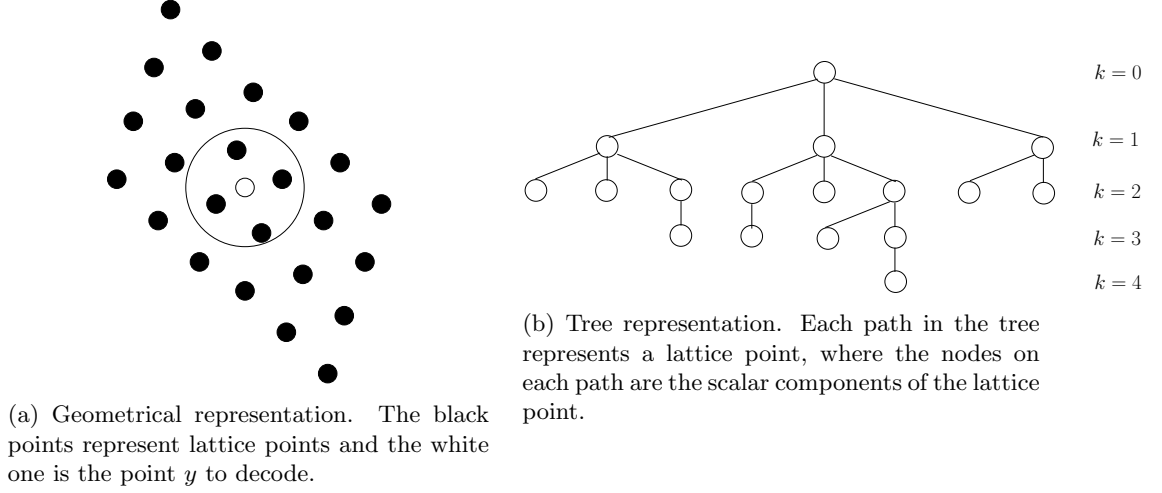 k = 0
k = 1
k = 2
k = 3
k = 4
(a) Geometrical representation. The black
points represent lattice points and the white
one is the point y to decode.
(b) Tree representation. Each path in the tree
represents a lattice point, where the nodes on
each path are the scalar components of the lattice
point.